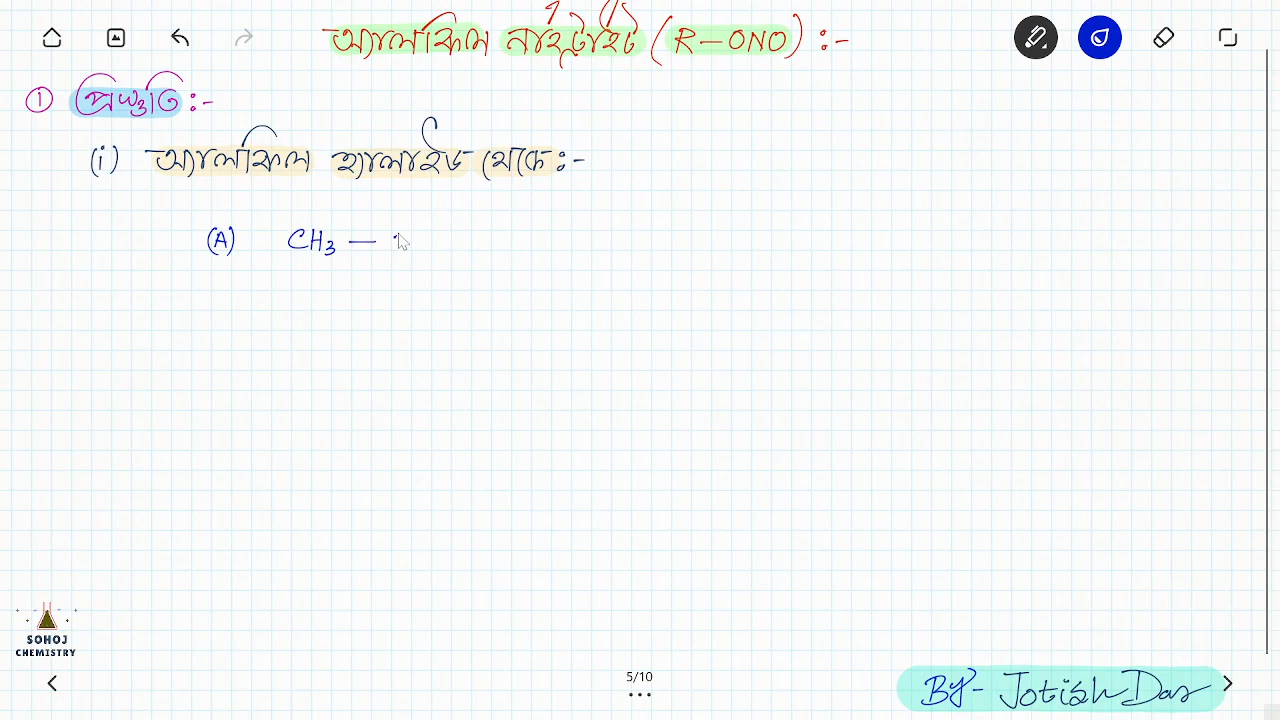 অ্যালকিল নাইট্রাইট (R-ONO) :-
① প্রস্তুতি :-
(i) অ্যালকিল হ্যালাইড থেকে :-
(A) CH3 —
SOHOJ
CHEMISTRY
5/10
BY- Jotish Das